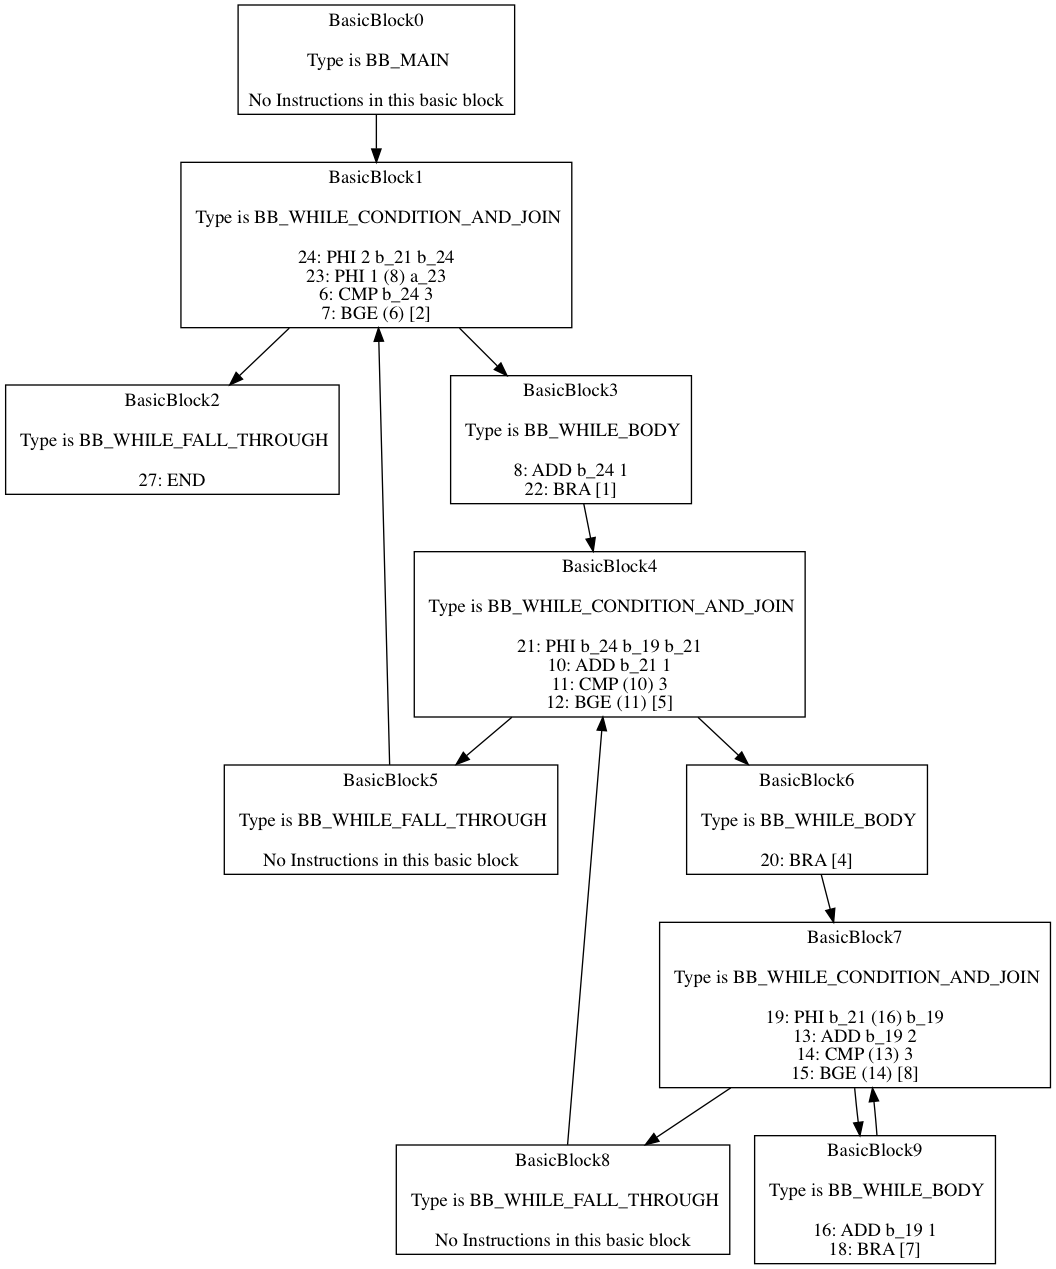 BasicBlock0
Type is BB_MAIN
No Instructions in this basic block
BasicBlock1
Type is BB_WHILE_CONDITION_AND_JOIN
24: PHI 2 b_21 b_24
23: PHI 1 (8) a_23
6: CMP b_24 3
7: BGE (6) [2]
BasicBlock2
Type is BB_WHILE_FALL_THROUGH
27: END
BasicBlock3
Type is BB_WHILE_BODY
8: ADD b_24 1
22: BRA [1]
BasicBlock4
Type is BB_WHILE_CONDITION_AND_JOIN
21: PHI b_24 b_19 b_21
10: ADD b_21 1
11: CMP (10) 3
12: BGE (11) [5]
BasicBlock5
Type is BB_WHILE_FALL_THROUGH
No Instructions in this basic block
BasicBlock6
Type is BB_WHILE_BODY
20: BRA [4]
BasicBlock7
Type is BB_WHILE_CONDITION_AND_JOIN
19: PHI b_21 (16) b_19
13: ADD b_19 2
14: CMP (13) 3
15: BGE (14) [8]
BasicBlock8
Type is BB_WHILE_FALL_THROUGH
No Instructions in this basic block
BasicBlock9
Type is BB_WHILE_BODY
16: ADD b_19 1
18: BRA [7]